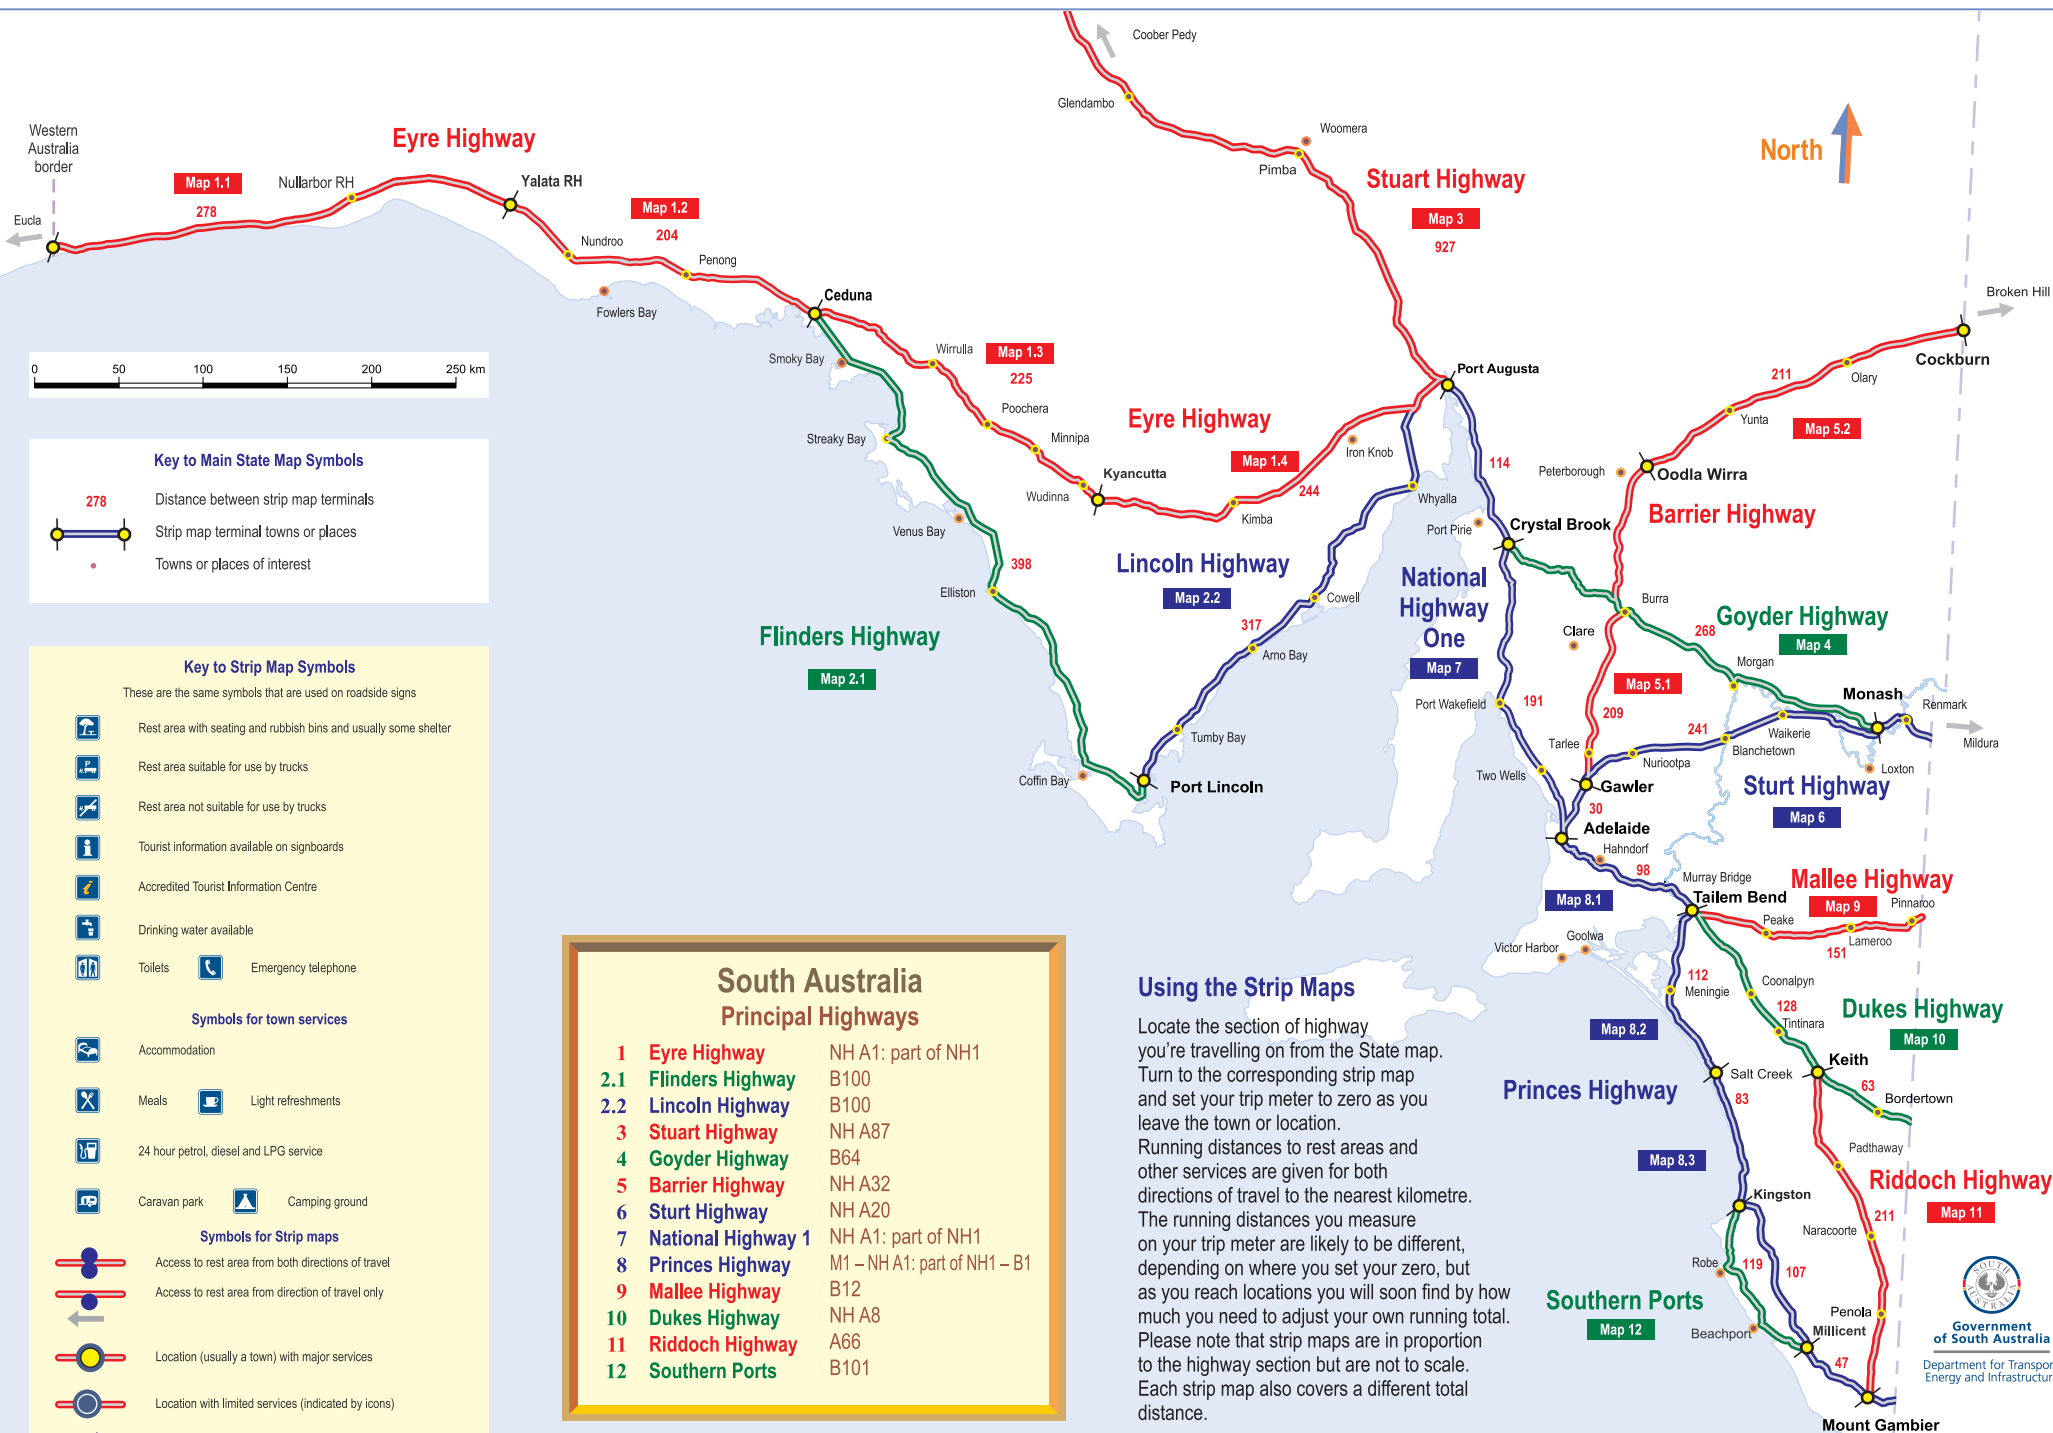 Coober Pedy
Glendambo
Woomera
Pimba
Stuart Highway
Map 3
927
North
Western
Australia
border
Eucla
Map 1.1
278
Nullarbor RH
Eyre Highway
Yalata RH
Map 1.2
204
Nundroo
Penong
Fowlers Bay
Ceduna
Smoky Bay
Wirrulla
Map 1.3
225
Poochera
Streaky Bay
Minnipa
Wudinna
Kyancutta
Venus Bay
398
Elliston
Flinders Highway
Map 2.1
Coffin Bay
Port Lincoln
Eyre Highway
Map 1.4
244
Kimba
Iron Knob
Port Augusta
Whyalla
Lincoln Highway
Map 2.2
317
Cowell
Arno Bay
Tumby Bay
114
Port Pirie
Crystal Brook
National
Highway
One
Map 7
Port Wakefield
191
Two Wells
Broken Hill
Cockburn
211
Olary
Yunta
Map 5.2
Peterborough
Oodla Wirra
Barrier Highway
Burra
Clare
Goyder Highway
268
Map 4
Morgan
Map 5.1
209
Monash
Renmark
Mildura
241
Waikerie
Blanchetown
Tarlee
Nuriootpa
Loxton
Gawler
Sturt Highway
Map 6
30
Adelaide
Hahndorf
98
Murray Bridge
Map 8.1
Tailem Bend
Mallee Highway
Map 9
Pinnaroo
Peake
Lameroo
151
Victor Harbor
Goolwa
112
Meningie
Coonalpyn
128
Tintinara
Dukes Highway
Map 10
Map 8.2
Keith
Salt Creek
63
Bordertown
Princes Highway
83
Padthaway
Map 8.3
Kingston
Riddoch Highway
Map 11
211
Naracoorte
Robe
119
107
Southern Ports
Map 12
Beachport
Penola
Millicent
47
Mount Gambier
0 50 100 150 200 250 km
Key to Main State Map Symbols
278 Distance between strip map terminals
Strip map terminal towns or places
Towns or places of interest
Key to Strip Map Symbols
These are the same symbols that are used on roadside signs
Rest area with seating and rubbish bins and usually some shelter
P
Rest area suitable for use by trucks
Rest area not suitable for use by trucks
i
Tourist information available on signboards
i
Accredited Tourist Information Centre
Drinking water available
Toilets Emergency telephone
Symbols for town services
Accommodation
Meals Light refreshments
24 hour petrol, diesel and LPG service
Caravan park Camping ground
Symbols for Strip maps
Access to rest area from both directions of travel
Access to rest area from direction of travel only
Location (usually a town) with major services
Location with limited services (indicated by icons)
South Australia
Principal Highways
1 Eyre Highway NH A1: part of NH1
2.1 Flinders Highway B100
2.2 Lincoln Highway B100
3 Stuart Highway NH A87
4 Goyder Highway B64
5 Barrier Highway NH A32
6 Sturt Highway NH A20
7 National Highway 1 NH A1: part of NH1
8 Princes Highway M1 – NH A1: part of NH1 – B1
9 Mallee Highway B12
10 Dukes Highway NH A8
11 Riddoch Highway A66
12 Southern Ports B101
Using the Strip Maps
Locate the section of highway
you're travelling on from the State map.
Turn to the corresponding strip map
and set your trip meter to zero as you
leave the town or location.
Running distances to rest areas and
other services are given for both
directions of travel to the nearest kilometre.
The running distances you measure
on your trip meter are likely to be different,
depending on where you set your zero, but
as you reach locations you will soon find by how
much you need to adjust your own running total.
Please note that strip maps are in proportion
to the highway section but are not to scale.
Each strip map also covers a different total
distance.
SOUTH AUSTRALIA
Government
of South Australia
Department for Transpor
Energy and Infrastructur